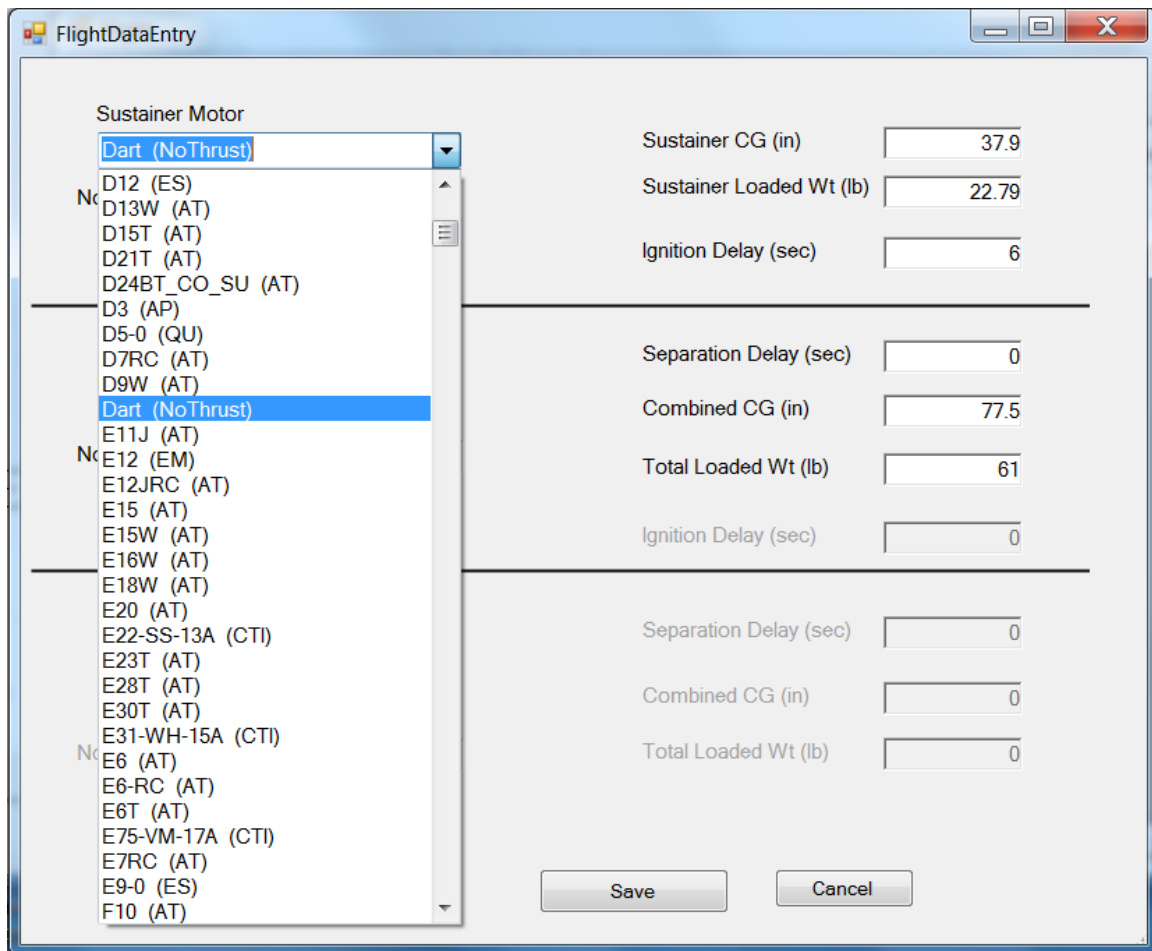 FlightDataEntry
Sustainer Motor
Dart (NoThrust)
D12 (ES)
D13W (AT)
D15T (AT)
D21T (AT)
D24BT_CO_SU (AT)
D3 (AP)
D5-0 (QU)
D7RC (AT)
D9W (AT)
Dart (NoThrust)
E11J (AT)
E12 (EM)
E12JRC (AT)
E15 (AT)
E15W (AT)
E16W (AT)
E18W (AT)
E20 (AT)
E22-SS-13A (CTI)
E23T (AT)
E28T (AT)
E30T (AT)
E31-WH-15A (CTI)
E6 (AT)
E6-RC (AT)
E6T (AT)
E75-VM-17A (CTI)
E7RC (AT)
E9-0 (ES)
F10 (AT)
Sustainer CG (in) 37.9
Sustainer Loaded Wt (lb) 22.79
Ignition Delay (sec) 6
Separation Delay (sec) 0
Combined CG (in) 77.5
Total Loaded Wt (lb) 61
Ignition Delay (sec) 0
Separation Delay (sec) 0
Combined CG (in) 0
Total Loaded Wt (lb) 0
Save
Cancel